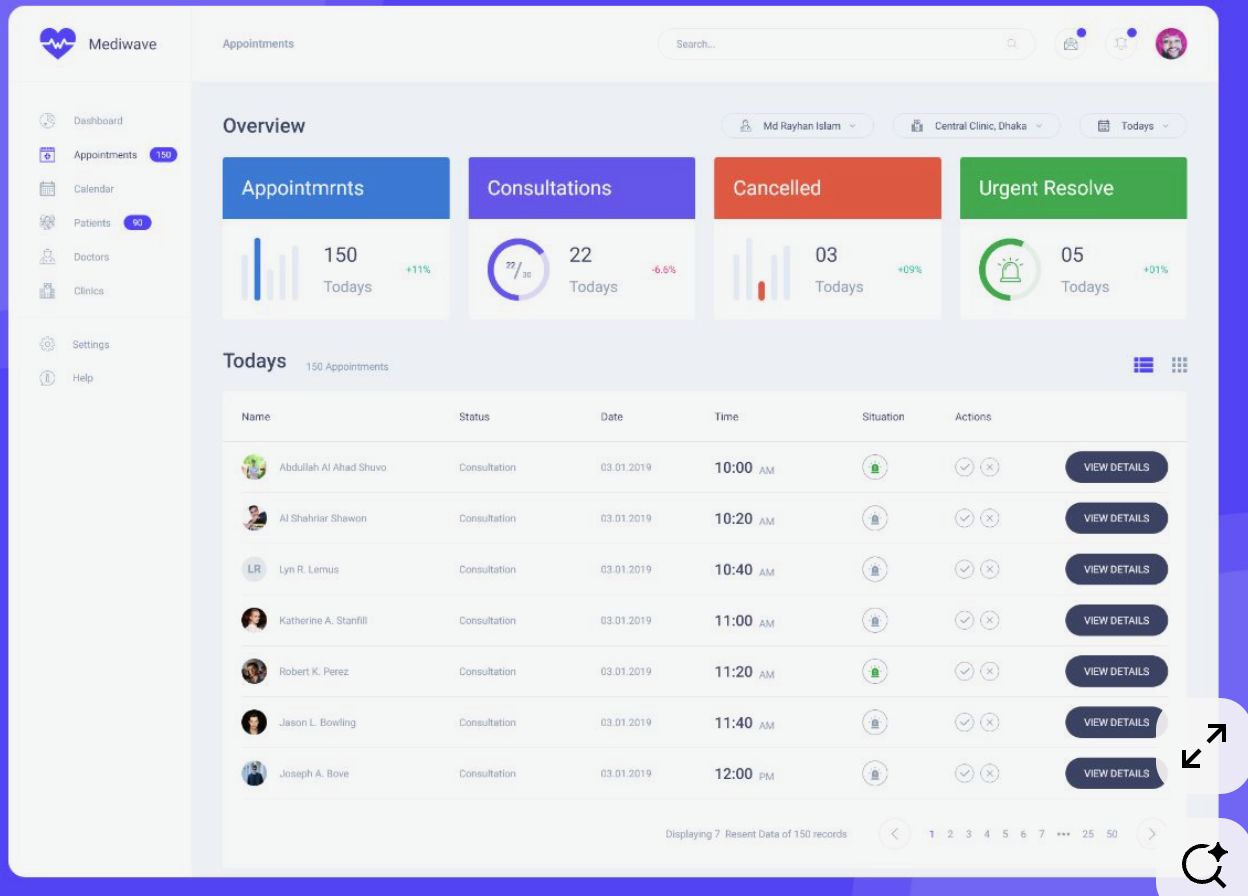 Mediwave
Appointments
Search...
Dashboard
Appointments 150
Calendar
Patients 90
Doctors
Clinics
Settings
Help
Overview
Md Rayhan Islam
Central Clinic, Dhaka
Todays
Appointmrnts
150
Todays
+11%
Consultations
22/30
22
Todays
-6.5%
Cancelled
03
Todays
+09%
Urgent Resolve
05
Todays
+01%
Todays 150 Appointments
Name Status Date Time Situation Actions
Abdullah Al Ahad Shuvo Consultation 03.01.2019 10:00 AM VIEW DETAILS
Al Shahriar Shawon Consultation 03.01.2019 10:20 AM VIEW DETAILS
LR Lyn R. Lemus Consultation 03.01.2019 10:40 AM VIEW DETAILS
Katherine A. Stanfill Consultation 03.01.2019 11:00 AM VIEW DETAILS
Robert K. Perez Consultation 03.01.2019 11:20 AM VIEW DETAILS
Jason L. Bowling Consultation 03.01.2019 11:40 AM VIEW DETAILS
Joseph A. Bove Consultation 03.01.2019 12:00 PM VIEW DETAILS
Displaying 7 Resent Data of 150 records 1 2 3 4 5 6 7 ••• 25 50